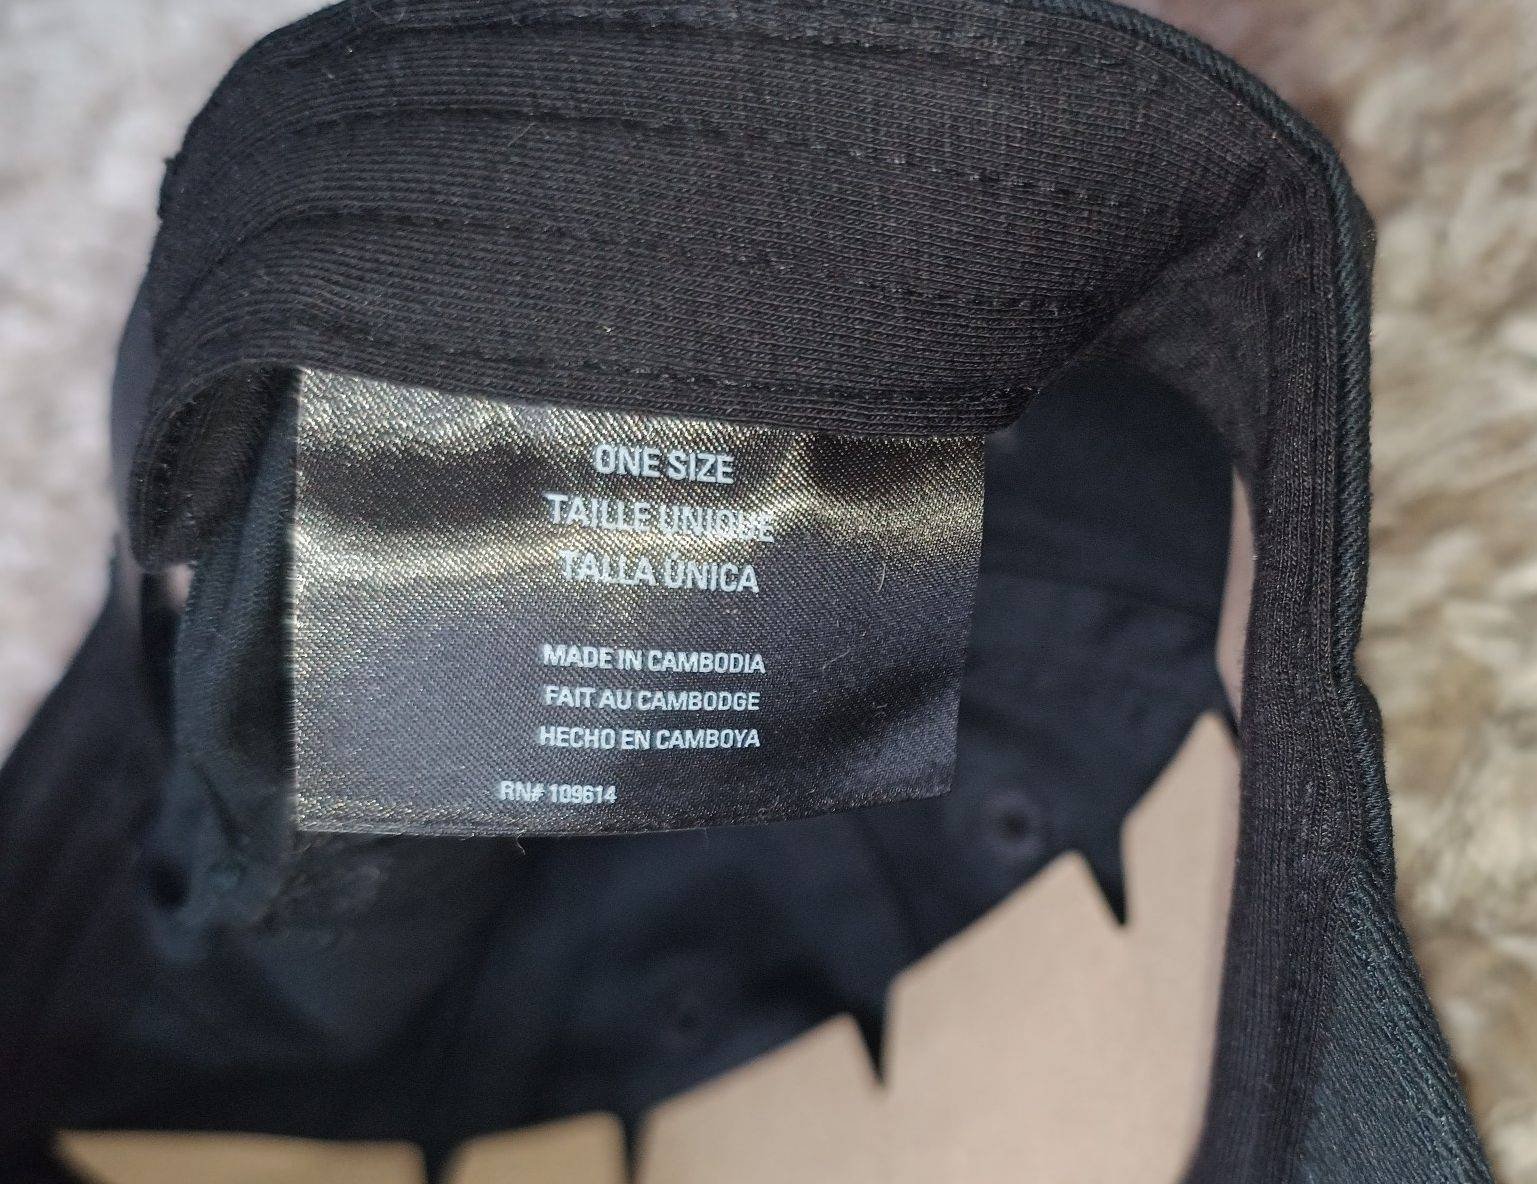 ONE SIZE
TAILLE UNIQUE
TALLA ÚNICA
MADE IN CAMBODIA
FAIT AU CAMBODGE
HECHO EN CAMBOYA
RN# 109614